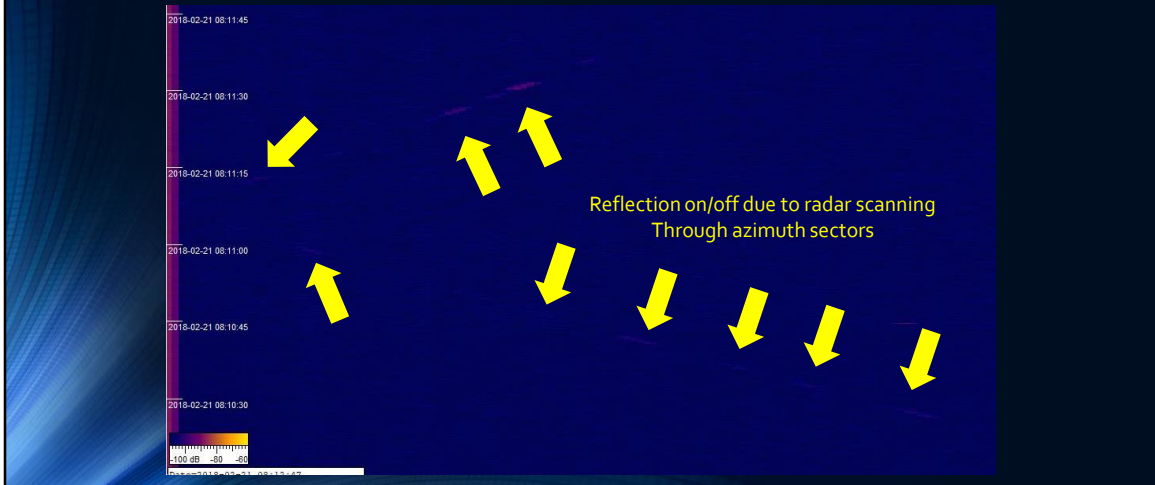 2018-02-21 08:11:45
2018-02-21 08:11:30
2018-02-21 08:11:15
Reflection on/off due to radar scanning
Through azimuth sectors
2018-02-21 08:11:00
2018-02-21 08:10:45
2018-02-21 08:10:30
-100 dB -80 -60